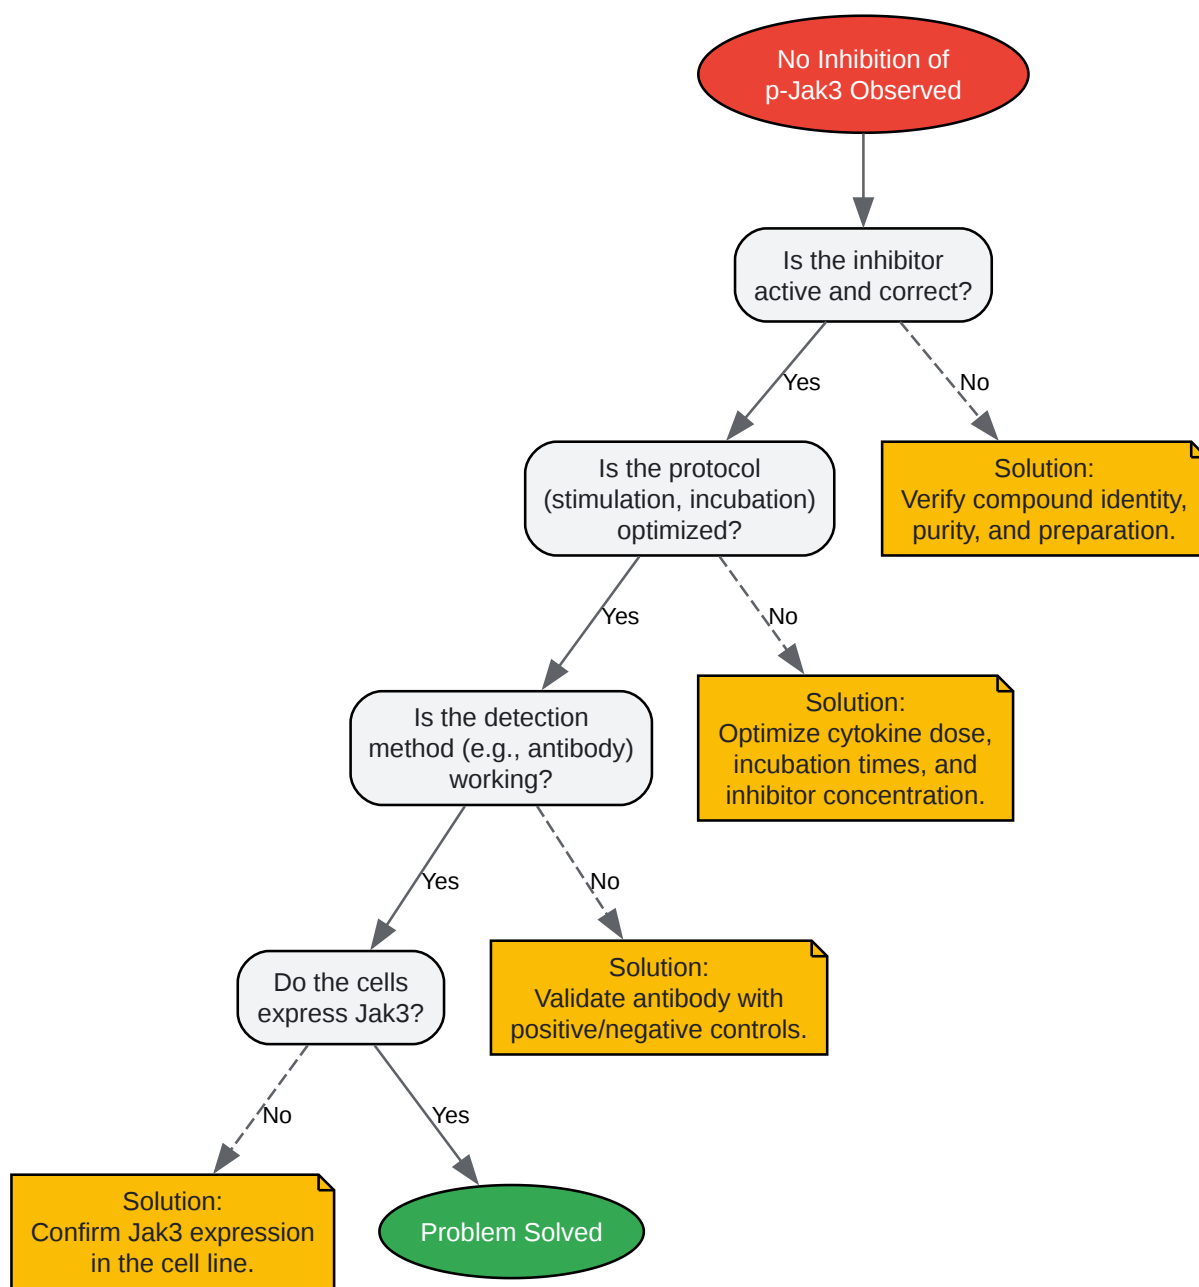 No Inhibition of
p-Jak3 Observed
Is the inhibitor
active and correct?
Yes
No
Is the protocol
(stimulation, incubation)
optimized?
Solution:
Verify compound identity,
purity, and preparation.
Yes
No
Is the detection
method (e.g., antibody)
working?
Solution:
Optimize cytokine dose,
incubation times, and
inhibitor concentration.
Yes
No
Do the cells
express Jak3?
Solution:
Validate antibody with
positive/negative controls.
No
Yes
Solution:
Confirm Jak3 expression
in the cell line.
Problem Solved